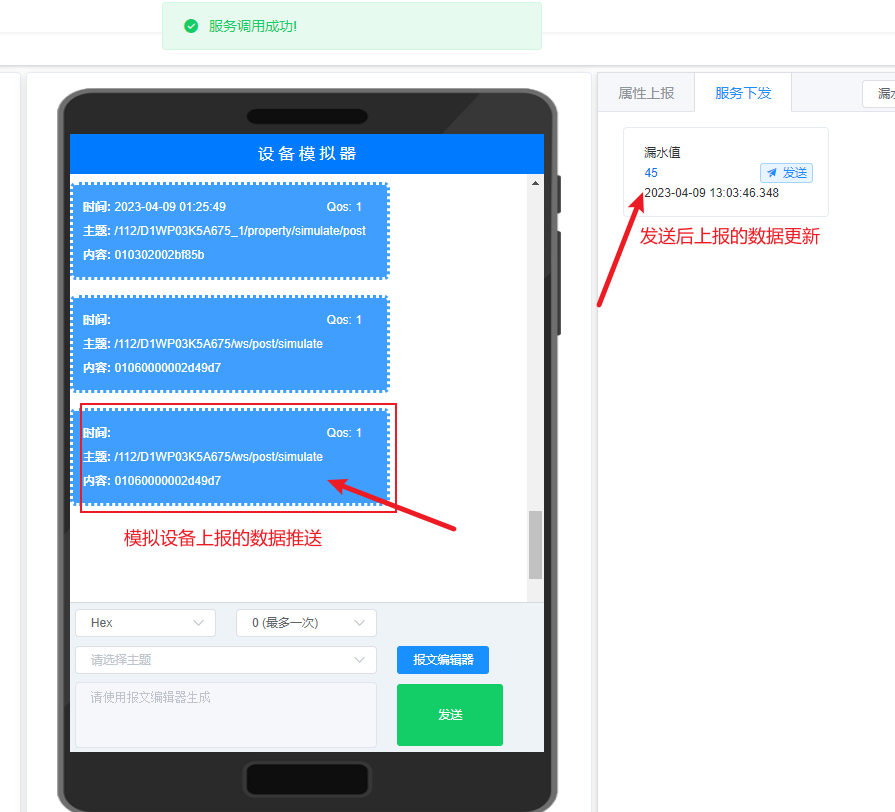 服务调用成功!
设备模拟器
时间: 2023-04-09 01:25:49 Qos: 1
主题: /112/D1WP03K5A675_1/property/simulate/post
内容: 010302002bf85b
时间: Qos: 1
主题: /112/D1WP03K5A675/ws/post/simulate
内容: 01060000002d49d7
时间: Qos: 1
主题: /112/D1WP03K5A675/ws/post/simulate
内容: 01060000002d49d7
模拟设备上报的数据推送
Hex 0 (最多一次)
请选择主题 报文编辑器
请使用报文编辑器生成
发送
属性上报 服务下发 漏水
漏水值
45 发送
2023-04-09 13:03:46.348
发送后上报的数据更新